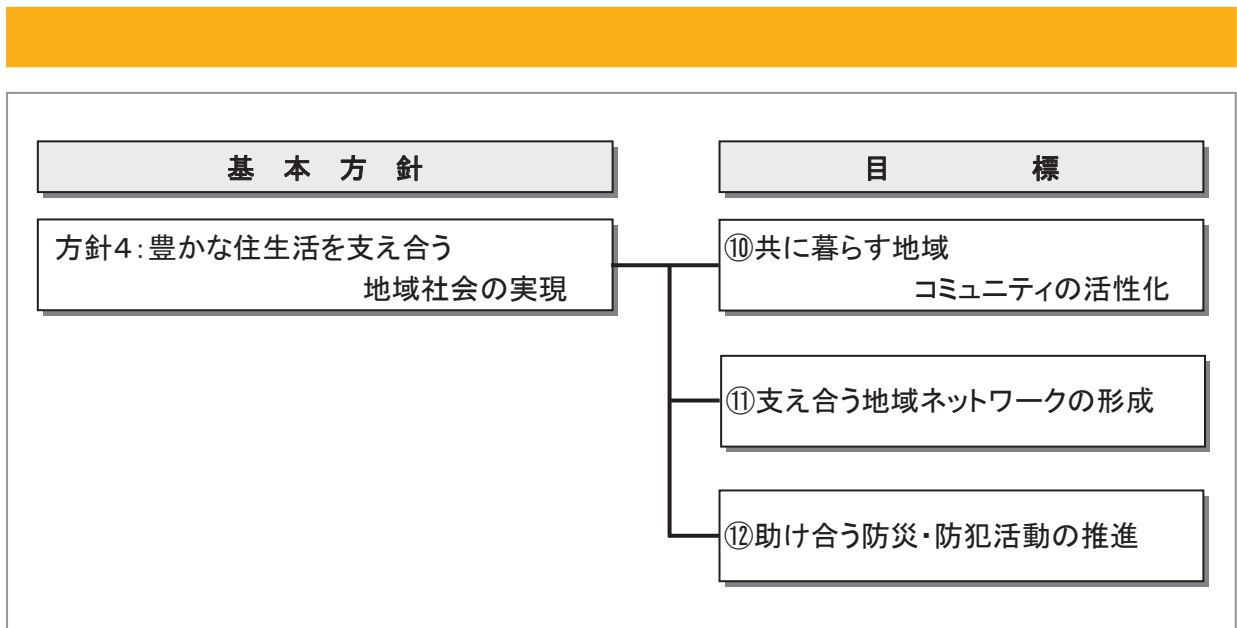 基本方針
目標
方針4:豊かな住生活を支え合う
地域社会の実現
⑩共に暮らす地域
コミュニティの活性化
⑪支え合う地域ネットワークの形成
⑫助け合う防災・防犯活動の推進